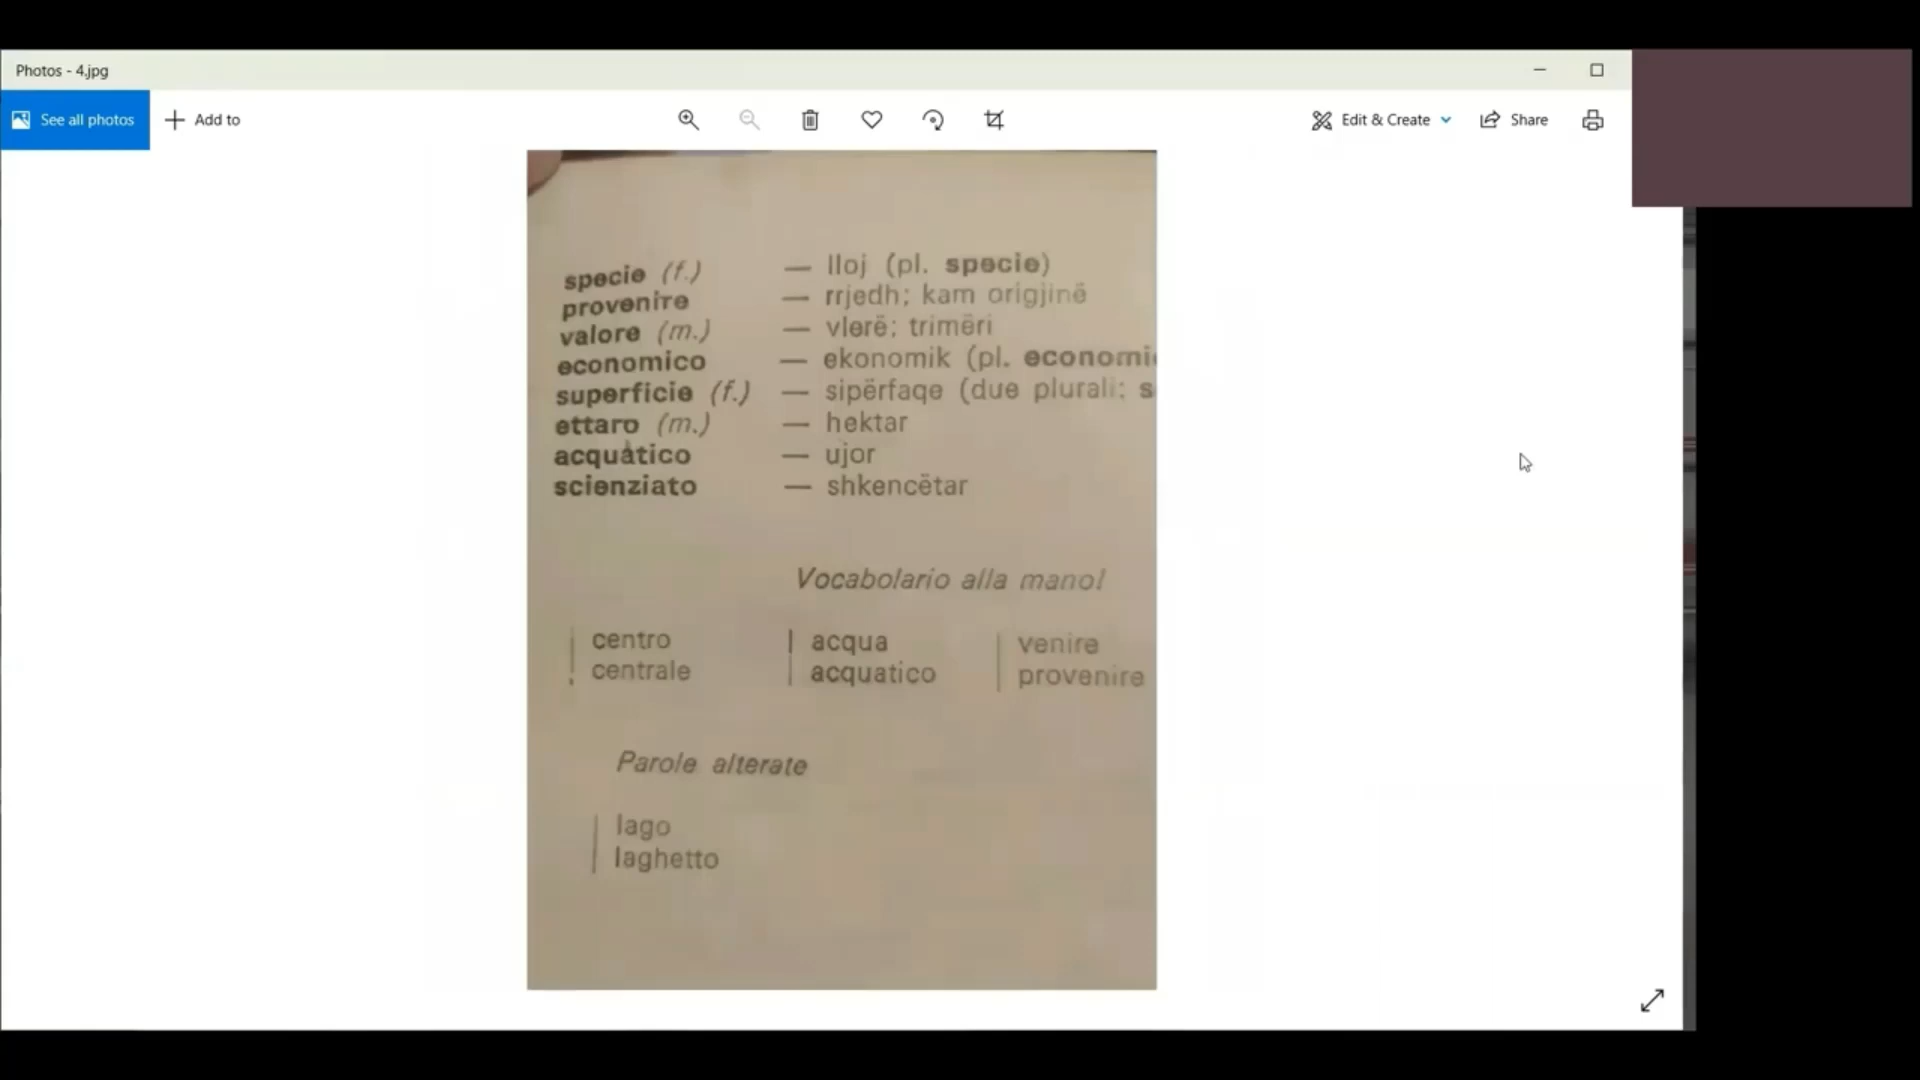 Photos - 4.jpg
See all photos
Add to
Edit & Create
Share
specie (f.) — lloj (pl. specie)
provenire — rrjedh; kam origjinë
valore (m.) — vlerë; trimëri
economico — ekonomik (pl. economi
superficie (f.) — sipërfaqe (due plurali: s
ettaro (m.) — hektar
acquàtico — ujor
scienziato — shkencëtar
Vocabolario alla mano!
centro acqua venire
centrale acquatico provenire
Parole alterate
lago
laghetto